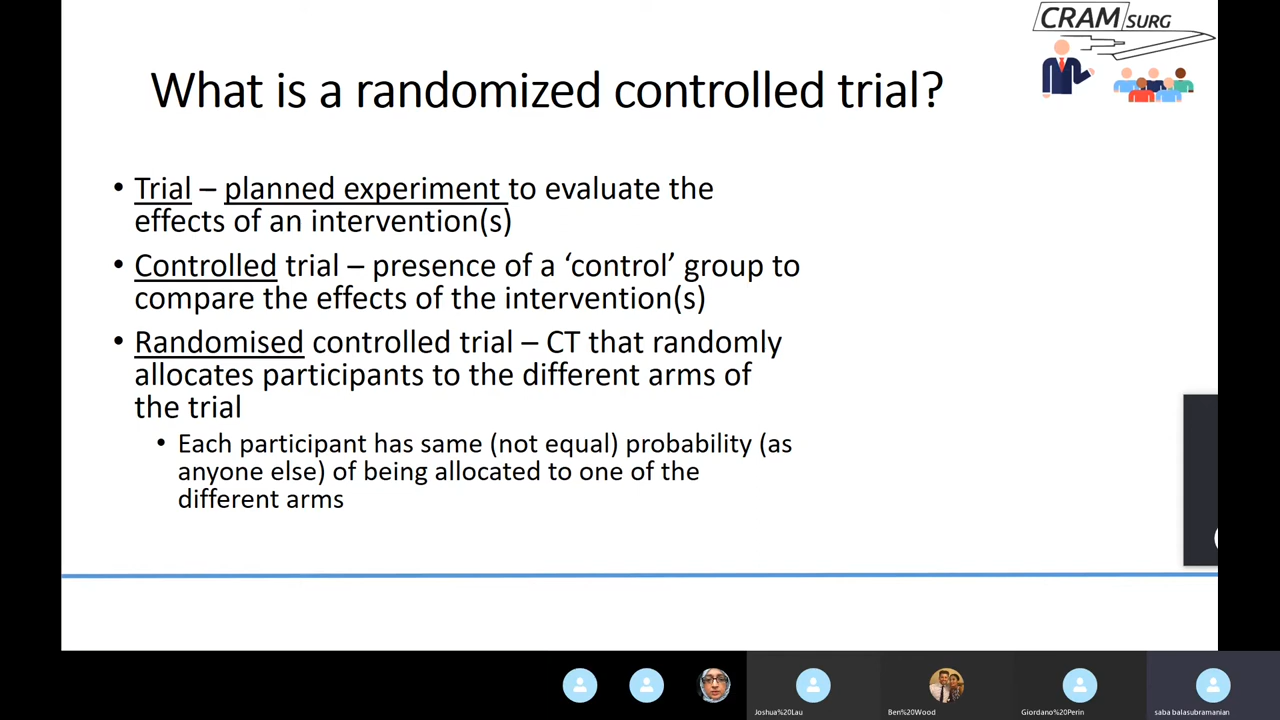 CRAM SURG
What is a randomized controlled trial?
• Trial – planned experiment to evaluate the
effects of an intervention(s)
• Controlled trial – presence of a ‘control’ group to
compare the effects of the intervention(s)
• Randomised controlled trial – CT that randomly
allocates participants to the different arms of
the trial
• Each participant has same (not equal) probability (as
anyone else) of being allocated to one of the
different arms
Joshua%20Lau
Ben%20Wood
Giordano%20Perin
saba balasubramanian